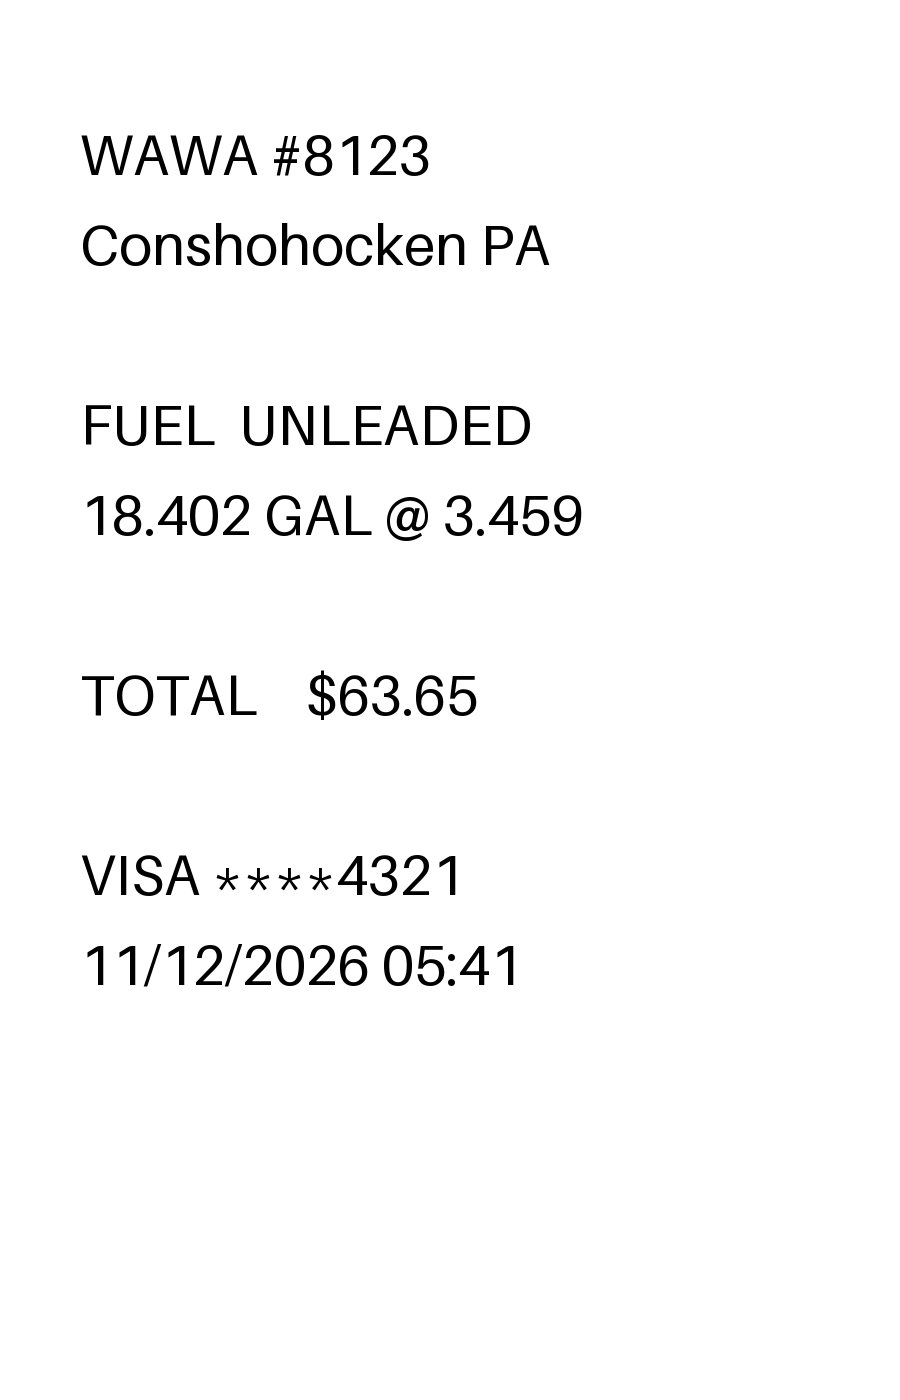 WAWA #8123
Conshohocken PA
FUEL  UNLEADED
18.402 GAL @ 3.459
TOTAL    $63.65
VISA ****4321
11/12/2026 05:41